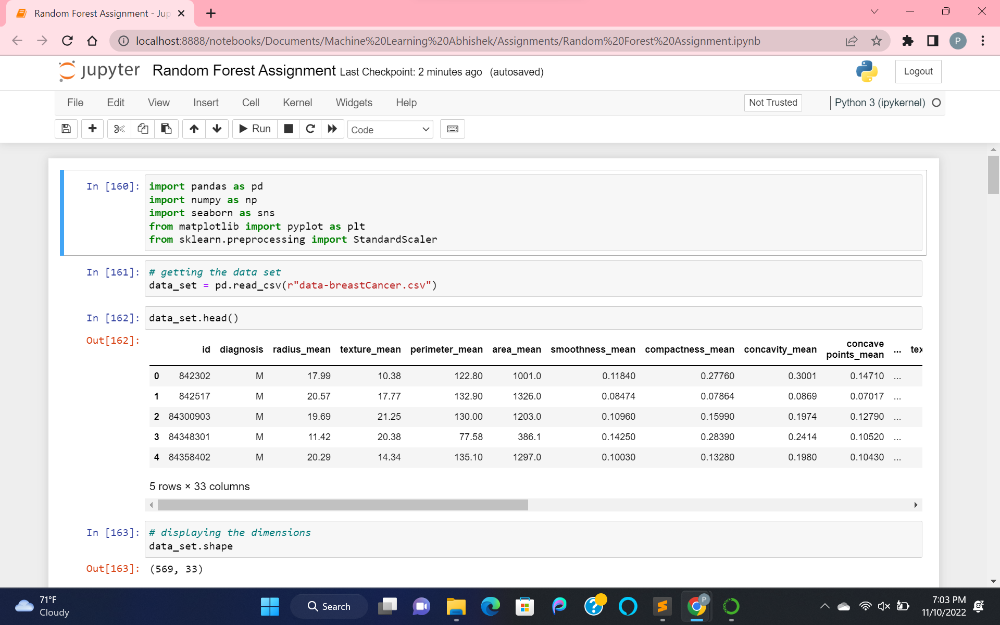 Random Forest Assignment - Jup
localhost:8888/notebooks/Documents/Machine%20Learning%20Abhishek/Assignments/Random%20Forest%20Assignment.ipynb
P
jupyter Random Forest Assignment Last Checkpoint: 2 minutes ago (autosaved)
Logout
File Edit View Insert Cell Kernel Widgets Help
Not Trusted
Python 3 (ipykernel)
Run
Code
In [160]:
import pandas as pd
import numpy as np
import seaborn as sns
from matplotlib import pyplot as plt
from sklearn.preprocessing import StandardScaler
In [161]:
# getting the data set
data_set = pd.read_csv(r"data-breastCancer.csv")
In [162]:
data_set.head()
Out[162]:
id diagnosis radius_mean texture_mean perimeter_mean area_mean smoothness_mean compactness_mean concavity_mean concave points_mean ... tex
0 842302 M 17.99 10.38 122.80 1001.0 0.11840 0.27760 0.3001 0.14710 ...
1 842517 M 20.57 17.77 132.90 1326.0 0.08474 0.07864 0.0869 0.07017 ...
2 84300903 M 19.69 21.25 130.00 1203.0 0.10960 0.15990 0.1974 0.12790 ...
3 84348301 M 11.42 20.38 77.58 386.1 0.14250 0.28390 0.2414 0.10520 ...
4 84358402 M 20.29 14.34 135.10 1297.0 0.10030 0.13280 0.1980 0.10430 ...
5 rows × 33 columns
In [163]:
# displaying the dimensions
data_set.shape
Out[163]:
(569, 33)
71°F
Cloudy
Search
P
7:03 PM
11/10/2022